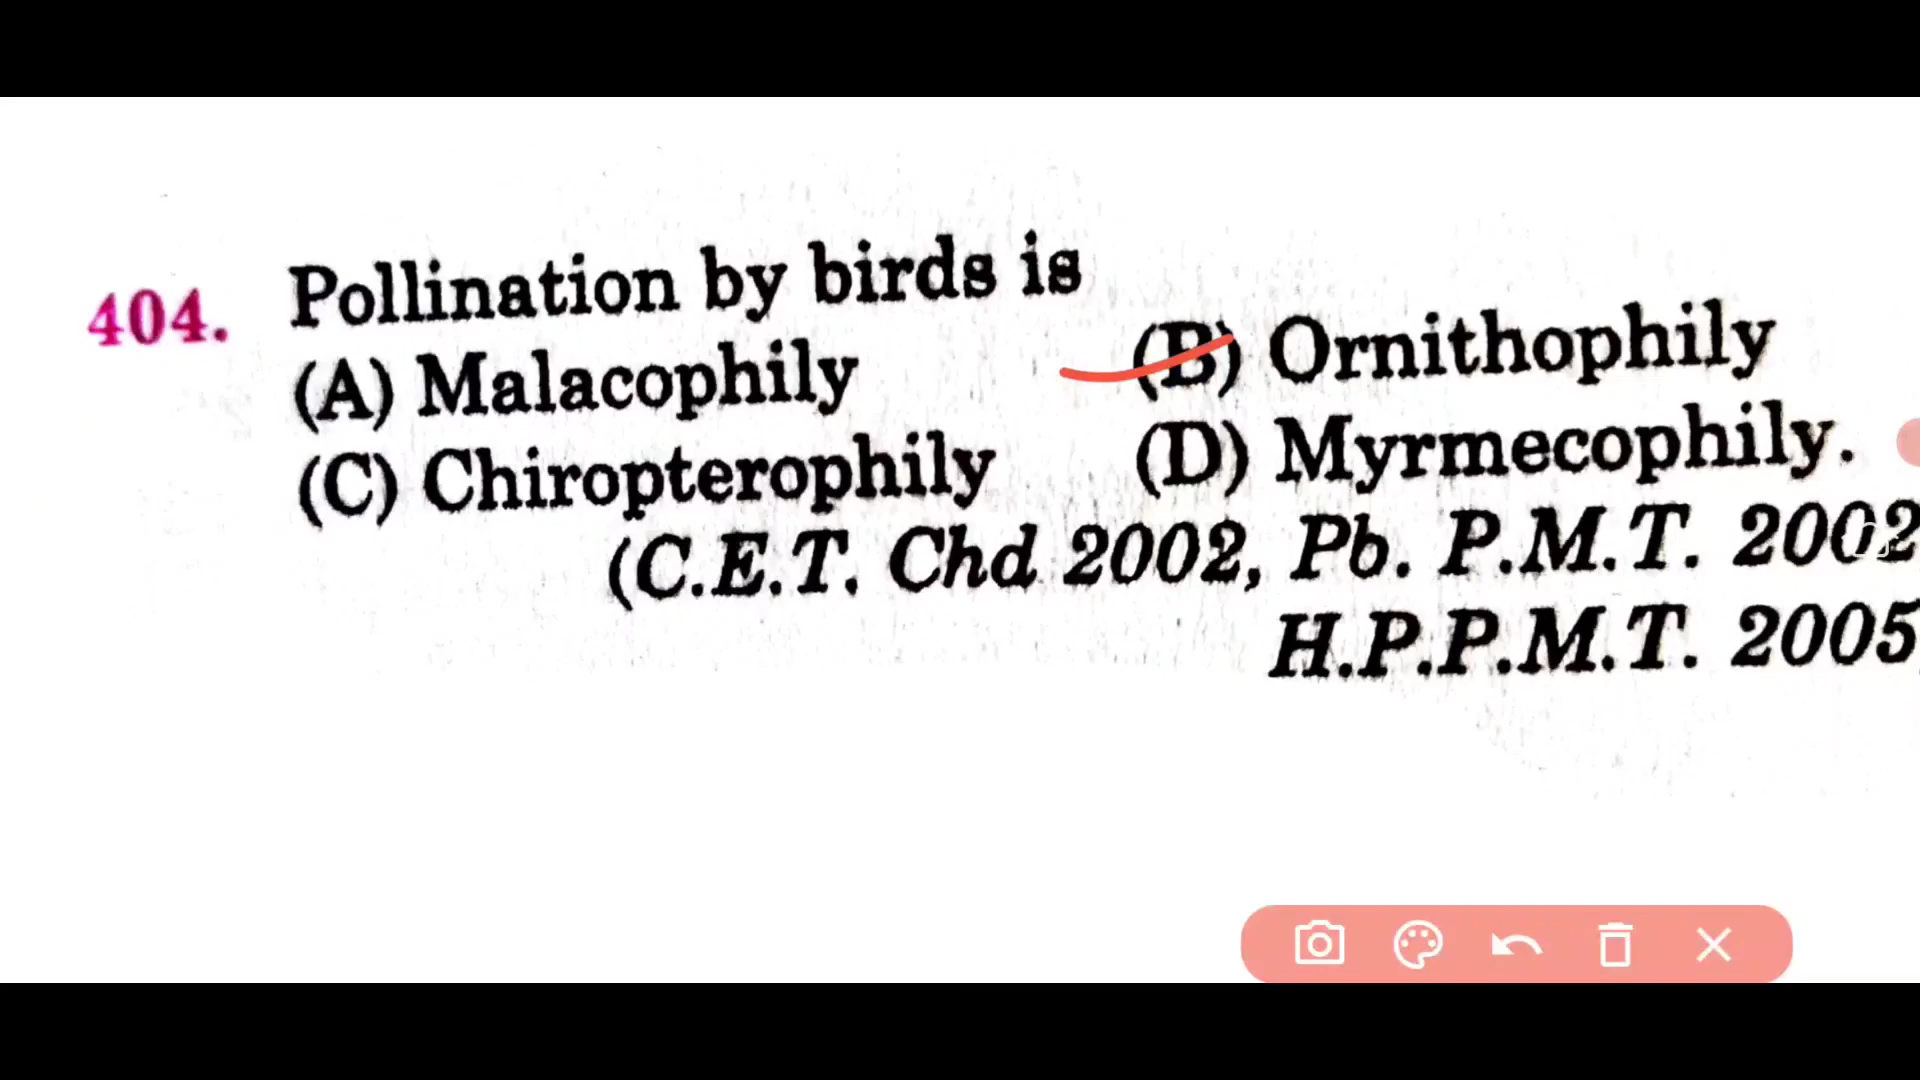 404. Pollination by birds is
(A) Malacophily (B) Ornithophily
(C) Chiropterophily (D) Myrmecophily.
(C.E.T. Chd 2002, Pb. P.M.T. 2002
H.P.P.M.T. 2005